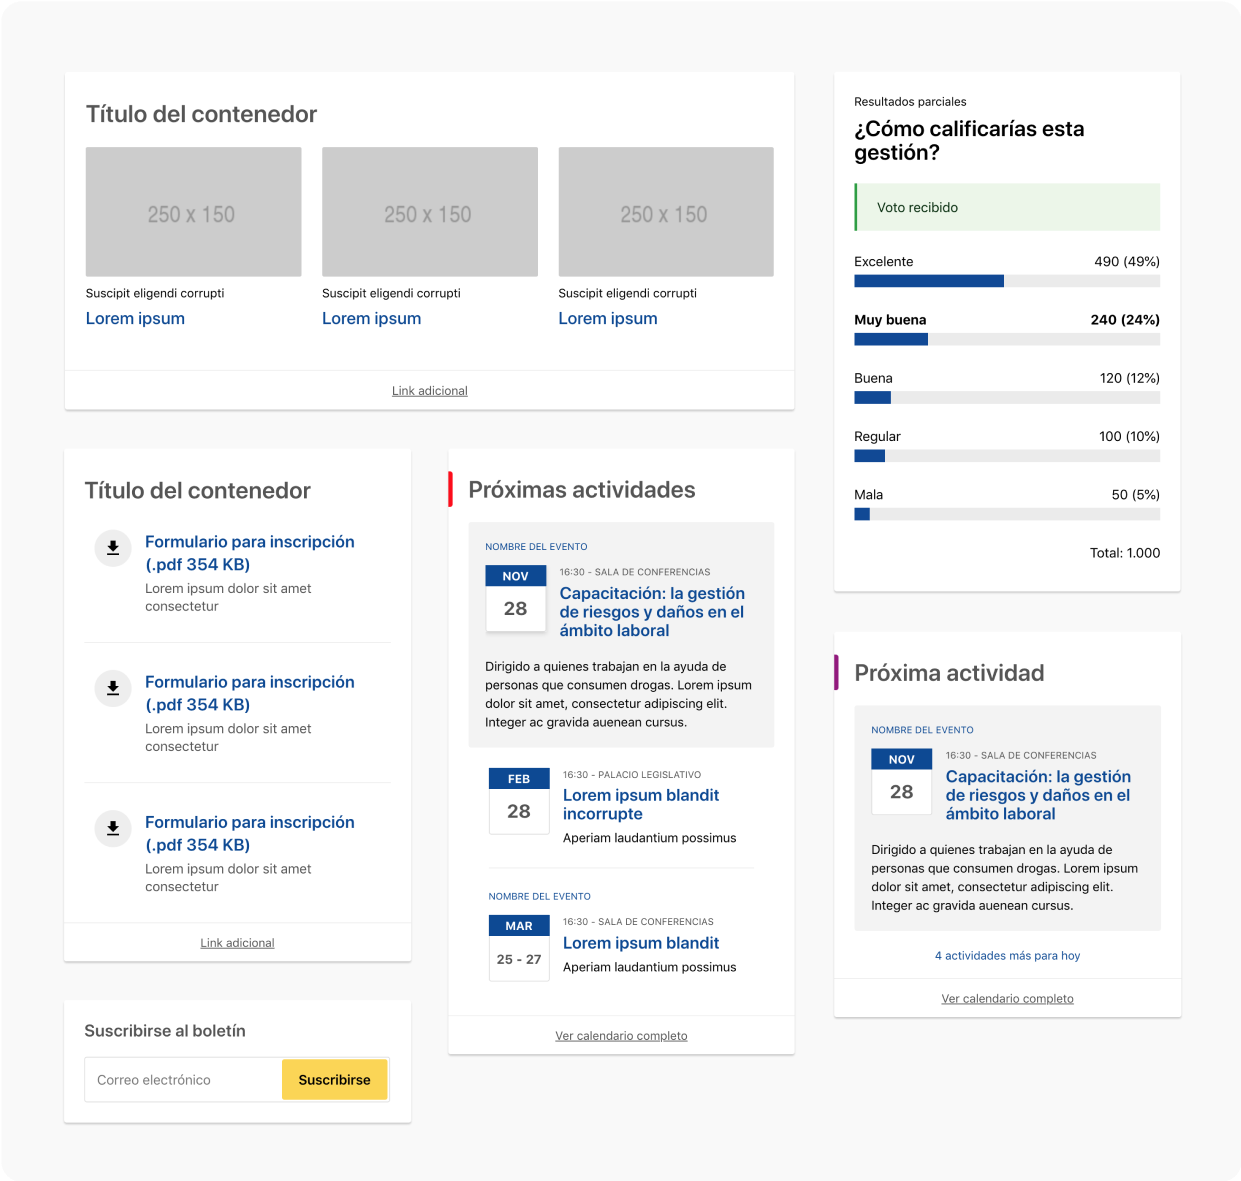 Título del contenedor
250 x 150
250 x 150
250 x 150
Suscipit eligendi corrupti
Lorem ipsum
Suscipit eligendi corrupti
Lorem ipsum
Suscipit eligendi corrupti
Lorem ipsum
Link adicional
Resultados parciales
¿Cómo calificarías esta
gestión?
Voto recibido
Excelente 490 (49%)
Muy buena 240 (24%)
Buena 120 (12%)
Regular 100 (10%)
Mala 50 (5%)
Total: 1.000
Título del contenedor
Formulario para inscripción
(.pdf 354 KB)
Lorem ipsum dolor sit amet
consectetur
Formulario para inscripción
(.pdf 354 KB)
Lorem ipsum dolor sit amet
consectetur
Formulario para inscripción
(.pdf 354 KB)
Lorem ipsum dolor sit amet
consectetur
Link adicional
Próximas actividades
NOMBRE DEL EVENTO
NOV
28
16:30 - SALA DE CONFERENCIAS
Capacitación: la gestión
de riesgos y daños en el
ámbito laboral
Dirigido a quienes trabajan en la ayuda de
personas que consumen drogas. Lorem ipsum
dolor sit amet, consectetur adipiscing elit.
Integer ac gravida auenean cursus.
FEB
28
16:30 - PALACIO LEGISLATIVO
Lorem ipsum blandit
incorrupte
Aperiam laudantium possimus
NOMBRE DEL EVENTO
MAR
25 - 27
16:30 - SALA DE CONFERENCIAS
Lorem ipsum blandit
Aperiam laudantium possimus
Ver calendario completo
Próxima actividad
NOMBRE DEL EVENTO
NOV
28
16:30 - SALA DE CONFERENCIAS
Capacitación: la gestión
de riesgos y daños en el
ámbito laboral
Dirigido a quienes trabajan en la ayuda de
personas que consumen drogas. Lorem ipsum
dolor sit amet, consectetur adipiscing elit.
Integer ac gravida auenean cursus.
4 actividades más para hoy
Ver calendario completo
Suscribirse al boletín
Correo electrónico
Suscribirse